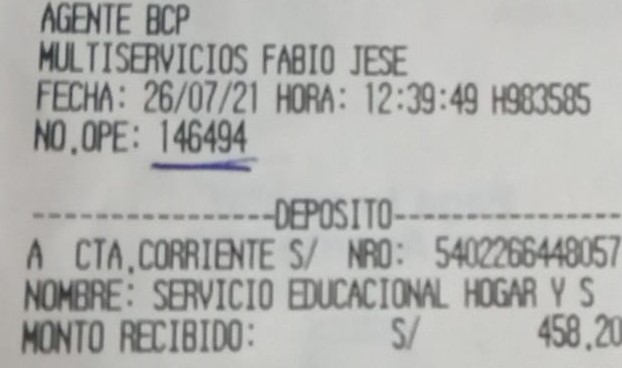 AGENTE BCP
MULTISERVICIOS FABIO JESE
FECHA: 26/07/21 HORA: 12:39:49 H983585
NO.OPE: 146494
----------------DEPOSITO----------------
A CTA.CORRIENTE S/ NRO: 5402266448057
NOMBRE: SERVICIO EDUCACIONAL HOGAR Y S
MONTO RECIBIDO: S/ 458.20